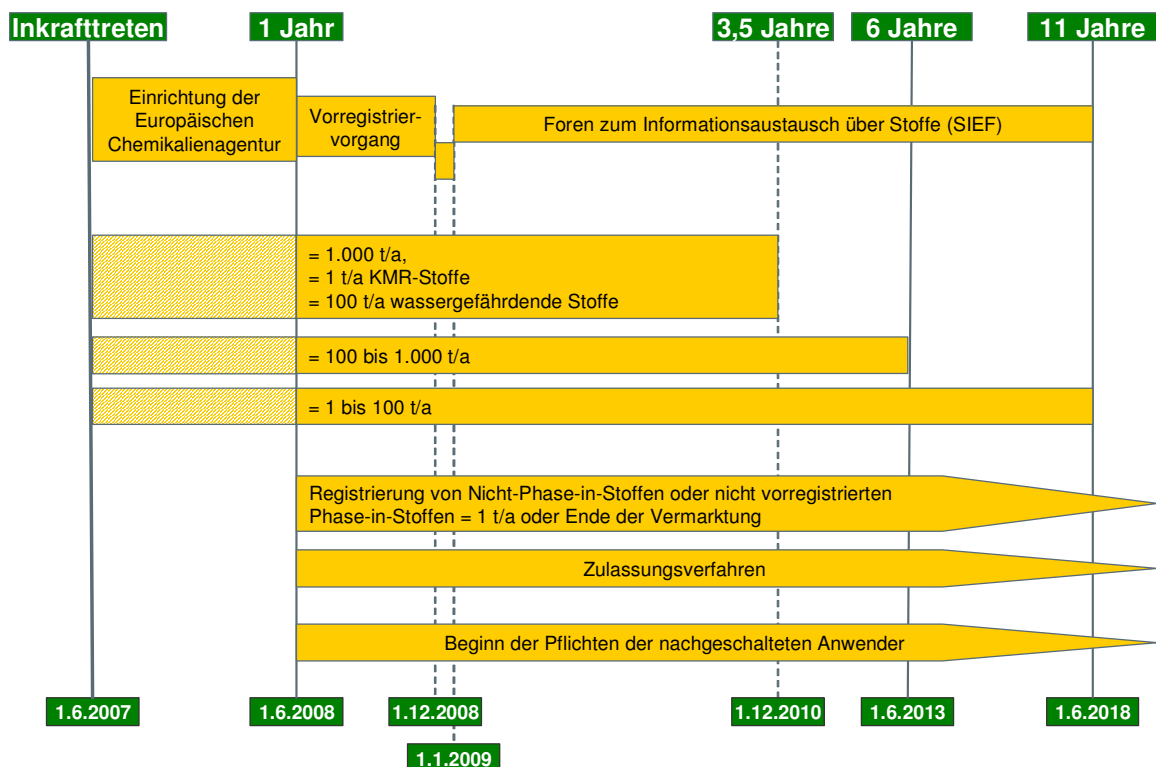 Inkrafttreten
1 Jahr
3,5 Jahre
6 Jahre
11 Jahre
Einrichtung der
Europäischen
Chemikalienagentur
Vorregistrier-
vorgang
Foren zum Informationsaustausch über Stoffe (SIEF)
= 1.000 t/a,
= 1 t/a KMR-Stoffe
= 100 t/a wassergefährdende Stoffe
= 100 bis 1.000 t/a
= 1 bis 100 t/a
Registrierung von Nicht-Phase-in-Stoffen oder nicht vorregistrierten
Phase-in-Stoffen = 1 t/a oder Ende der Vermarktung
Zulassungsverfahren
Beginn der Pflichten der nachgeschalteten Anwender
1.6.2007
1.6.2008
1.12.2008
1.12.2010
1.6.2013
1.6.2018
1.1.2009